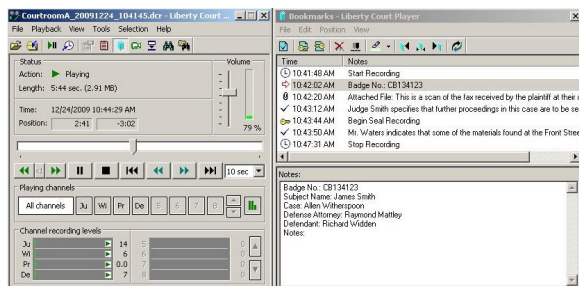 CourtroomA_20091224_104145.dcr - Liberty Court ...
File Playback View Tools Selection Help
Status
Action: Playing
Length: 5:44 sec. (2.91 MB)
Time: 12/24/2009 10:44:29 AM
Position: 2:41 -3:02
Volume
79 %
x1
10 sec
Playing channels
All channels Ju Wi Pr De 5 6 7 8
Channel recording levels
Ju 14 5 0
Wi 6 6 0
Pr 0.0 7 0
De 7 8 0
Bookmarks - Liberty Court Player
File Edit Position View
Time Notes
10:41:48 AM Start Recording
10:42:02 AM Badge No.: CB134123
10:42:20 AM Attached File: This is a scan of the fax received by the plaintiff at their
10:43:12 AM Judge Smith specifies that further proceedings in this case are to be se
10:43:44 AM Begin Seal Recording
10:43:50 AM Mr. Waters indicates that some of the materials found at the Front Stree
10:47:31 AM Stop Recording
Notes:
Badge No.: CB134123
Subject Name: James Smith
Case: Allen Witherspoon
Defense Attorney: Raymond Mattley
Defendant: Richard Widden
Notes: